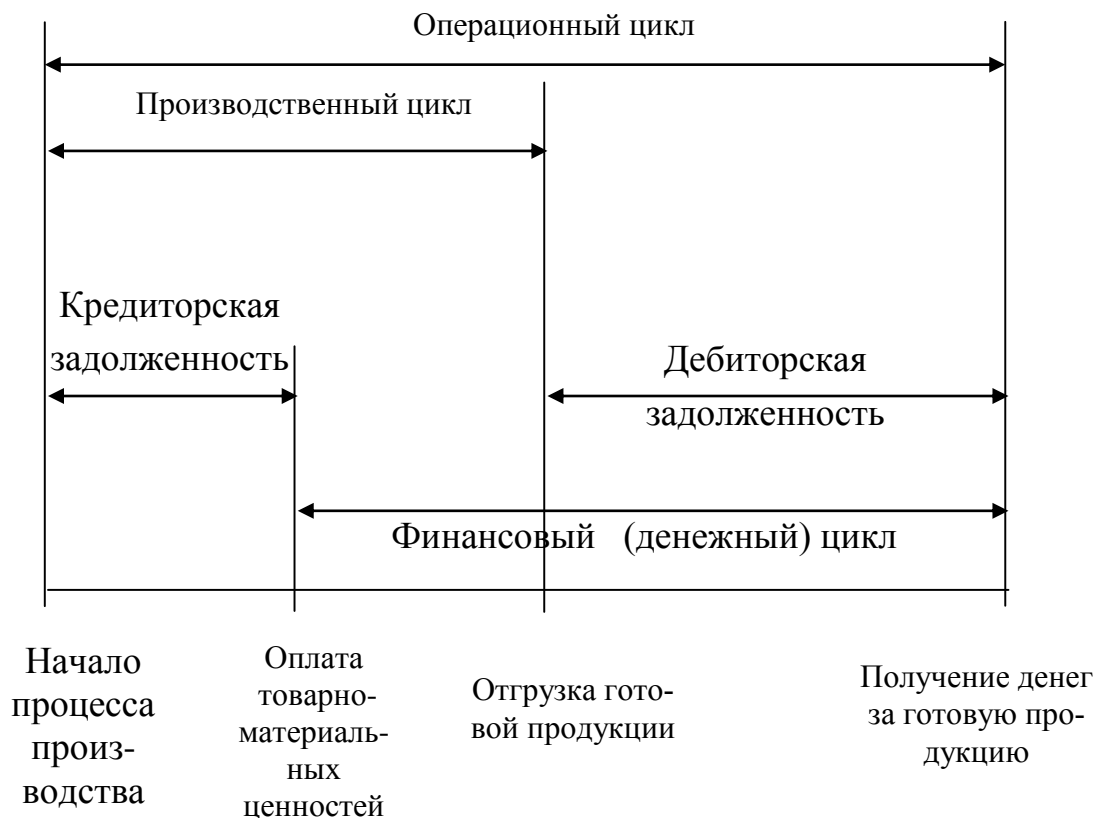 Операционный цикл
Производственный цикл
Кредиторская
задолженность
Дебиторская
задолженность
Финансовый (денежный) цикл
Начало
процесса
произ-
водства
Оплата
товарно-
материаль-
ных
ценностей
Отгрузка гото-
вой продукции
Получение денег
за готовую про-
дукцию